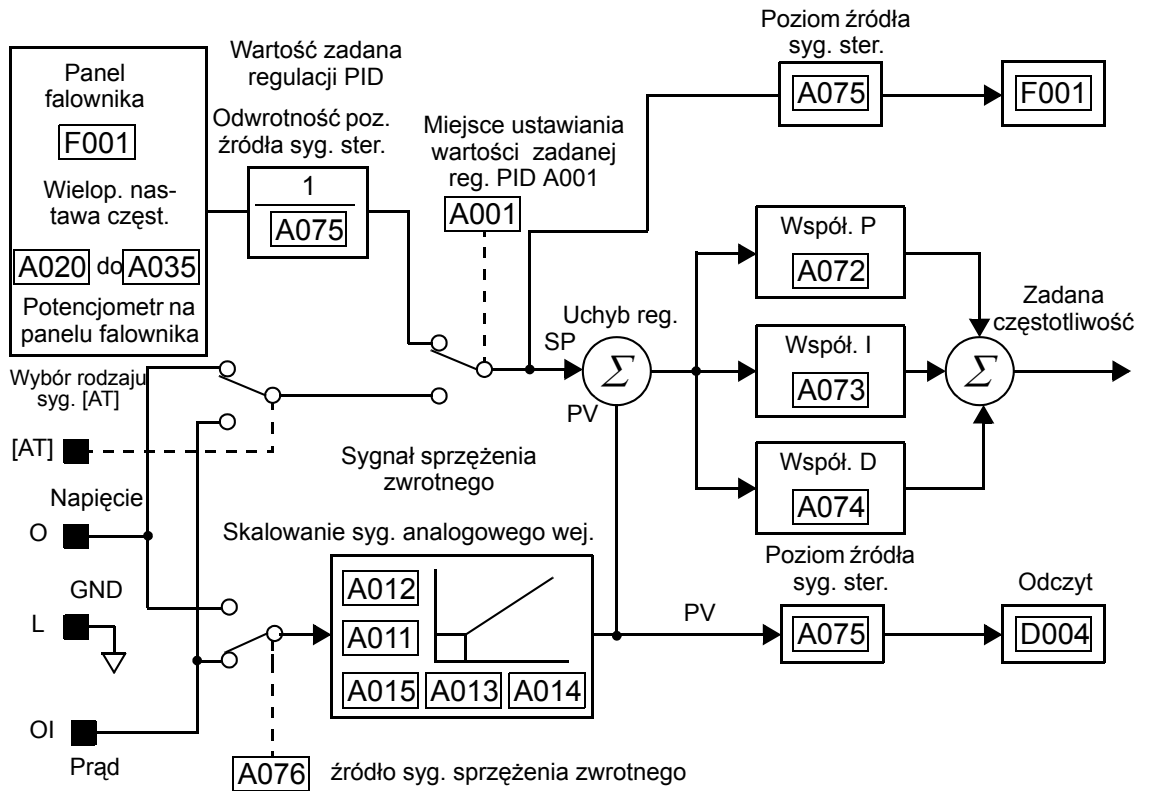 Poziom źródła
syg. ster.
A075
F001
Panel
falownika
F001
Wielop. nas-
tawa częst.
A020 do A035
Potencjometr na
panelu falownika
Wartość zadana
regulacji PID
Odwrotność poz.
źródła syg. ster.
1
A075
Miejsce ustawiania
wartości zadanej
reg. PID A001
A001
Współ. P
A072
Współ. I
A073
Współ. D
A074
Uchyb reg.
SP
Σ
PV
Σ
Zadana
częstotliwość
Wybór rodzaju
syg. [AT]
[AT]
Napięcie
O
GND
L
OI
Prąd
Sygnał sprzężenia
zwrotnego
Skalowanie syg. analogowego wej.
A012
A011
A015 A013 A014
PV
Poziom źródła
syg. ster.
A075
Odczyt
D004
A076 źródło syg. sprzężenia zwrotnego